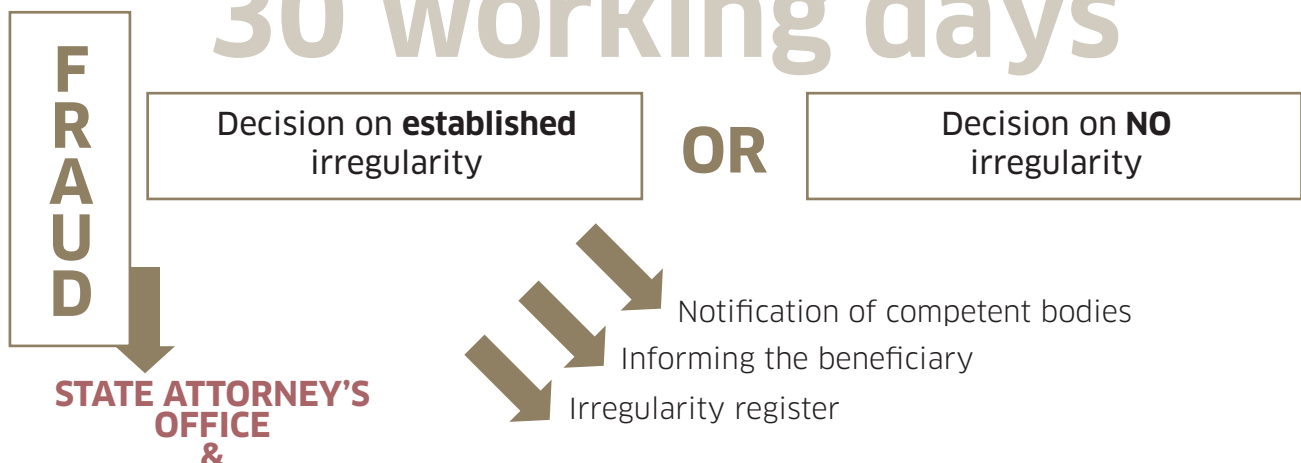 30 working days
FRAUD
Decision on established
irregularity
OR
Decision on NO
irregularity
Notification of competent bodies
Informing the beneficiary
Irregularity register
STATE ATTORNEY’S
OFFICE
&